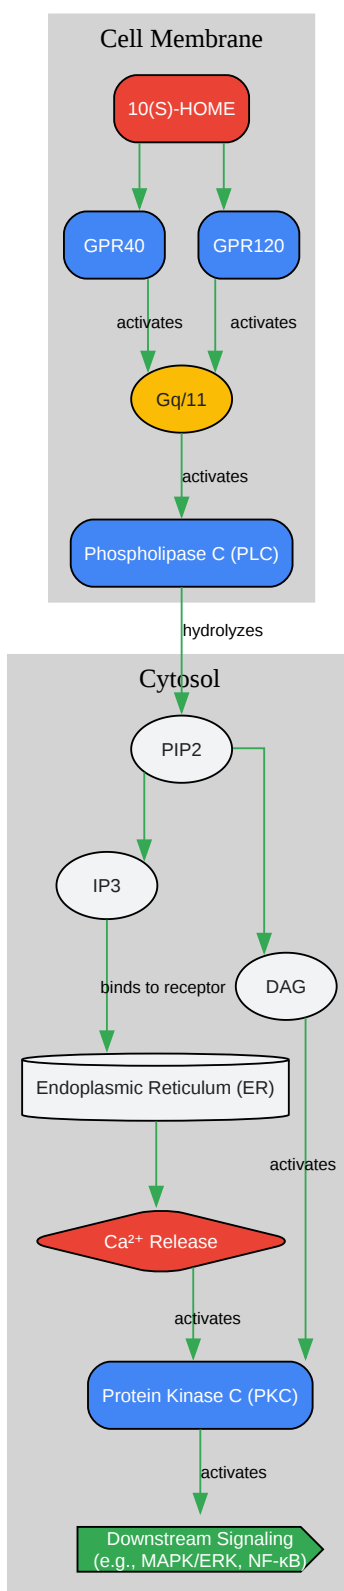 Cell Membrane
10(S)-HOME
GPR40
GPR120
activates
activates
Gq/11
activates
Phospholipase C (PLC)
hydrolyzes
Cytosol
PIP2
IP3
binds to receptor
DAG
Endoplasmic Reticulum (ER)
activates
Ca²⁺ Release
activates
Protein Kinase C (PKC)
activates
Downstream Signaling
(e.g., MAPK/ERK, NF-κB)